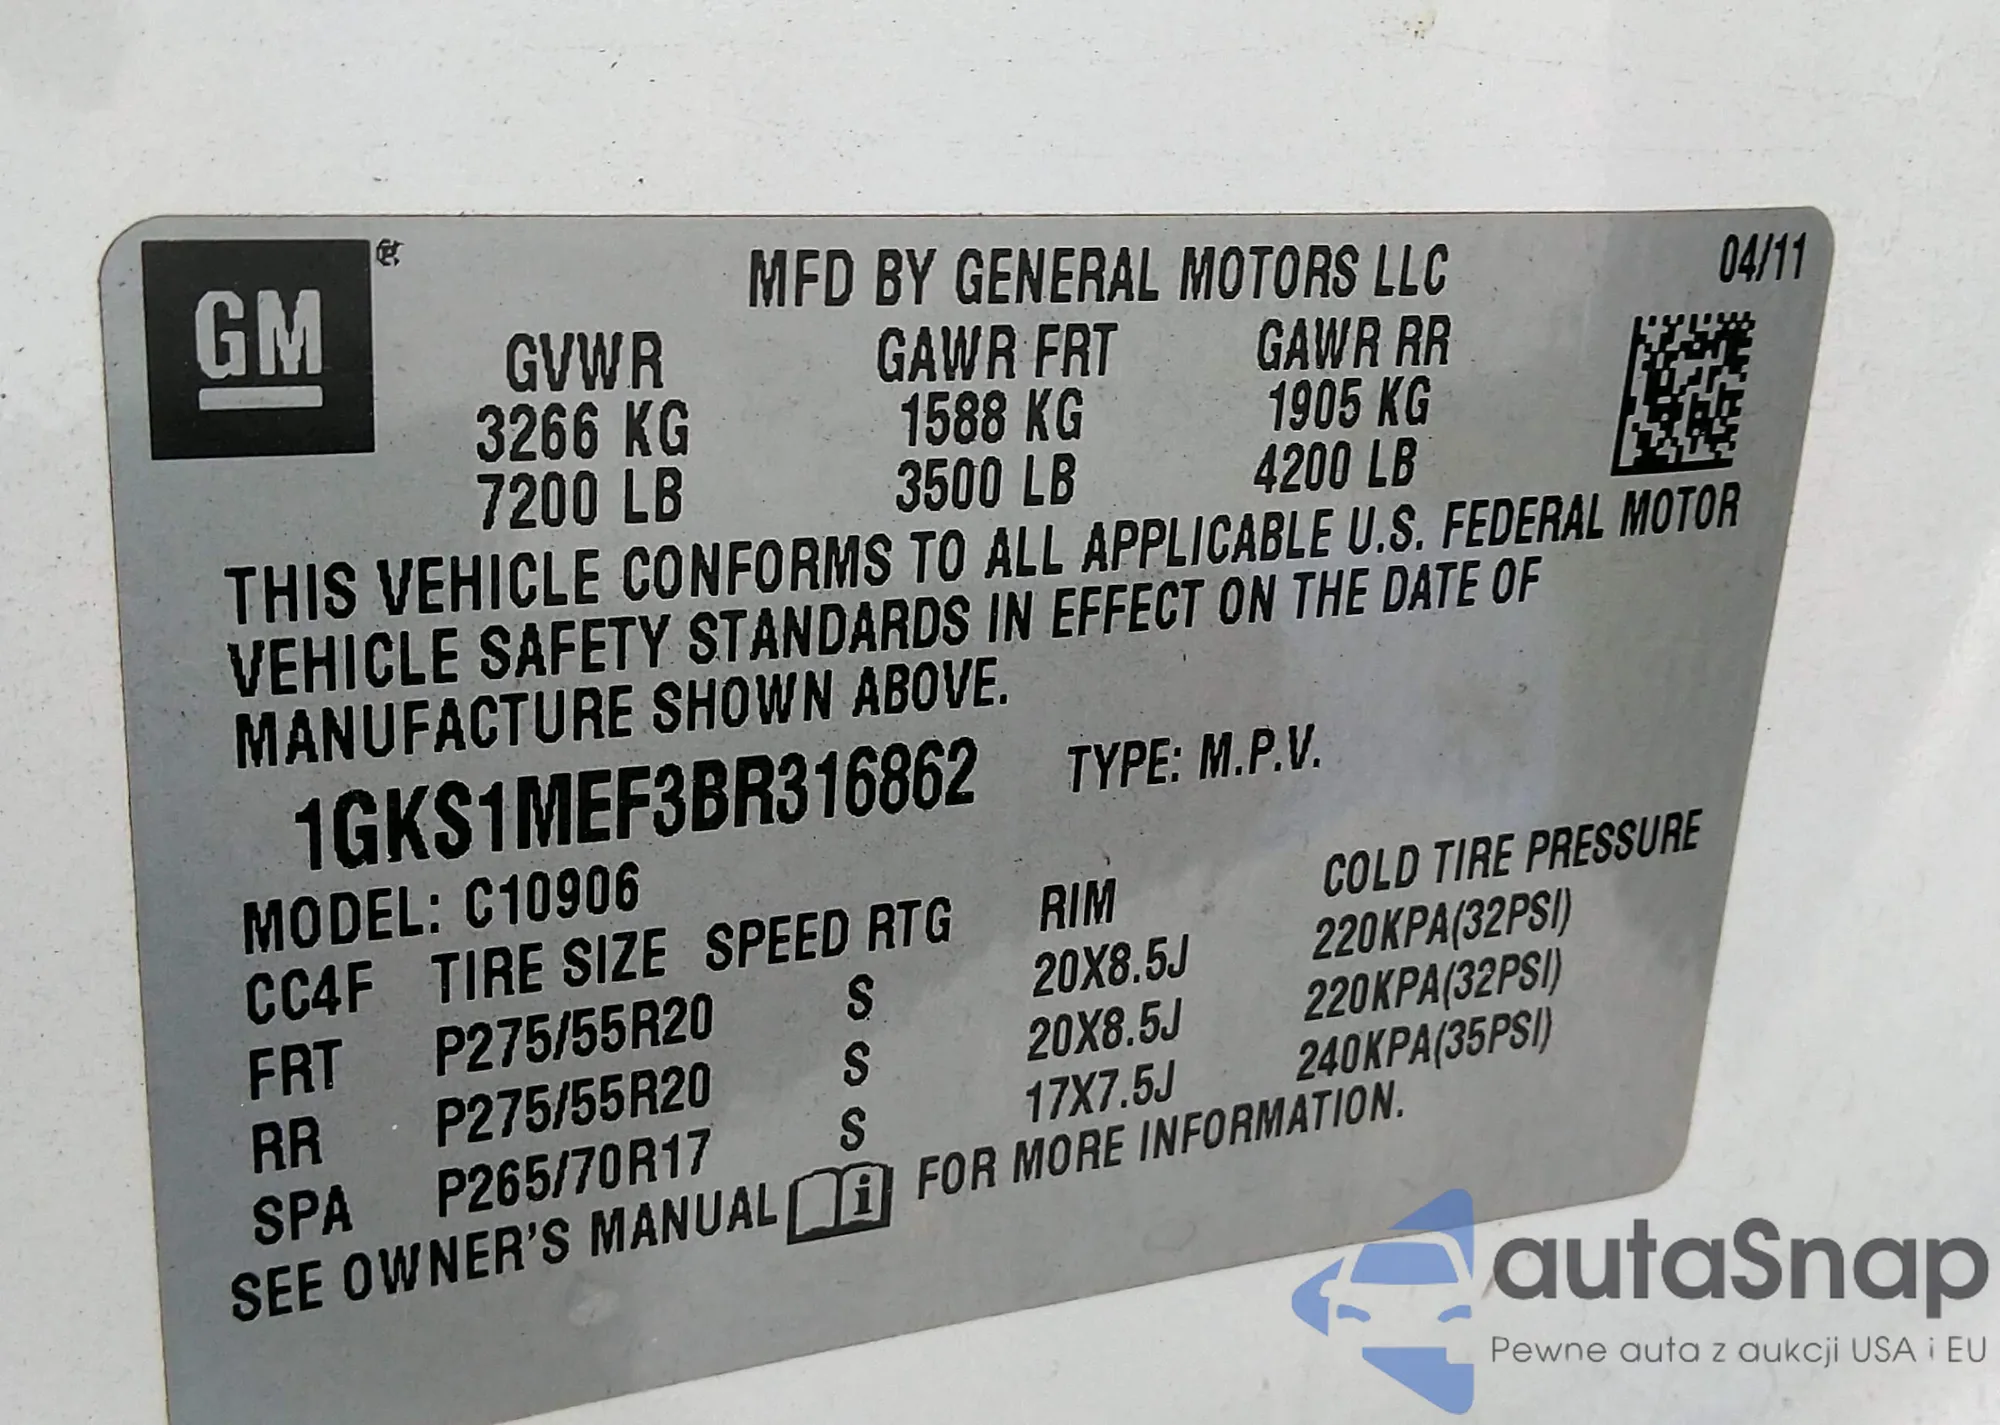 GM ®
MFD BY GENERAL MOTORS LLC 04/11
GVWR GAWR FRT GAWR RR
3266 KG 1588 KG 1905 KG
7200 LB 3500 LB 4200 LB
THIS VEHICLE CONFORMS TO ALL APPLICABLE U.S. FEDERAL MOTOR
VEHICLE SAFETY STANDARDS IN EFFECT ON THE DATE OF
MANUFACTURE SHOWN ABOVE.
1GKS1MEF3BR316862 TYPE: M.P.V.
MODEL: C10906
CC4F TIRE SIZE SPEED RTG RIM COLD TIRE PRESSURE
FRT P275/55R20 S 20X8.5J 220KPA(32PSI)
RR P275/55R20 S 20X8.5J 220KPA(32PSI)
SPA P265/70R17 S 17X7.5J 240KPA(35PSI)
SEE OWNER'S MANUAL i FOR MORE INFORMATION.
autaSnap
Pewne auta z aukcji USA i EU